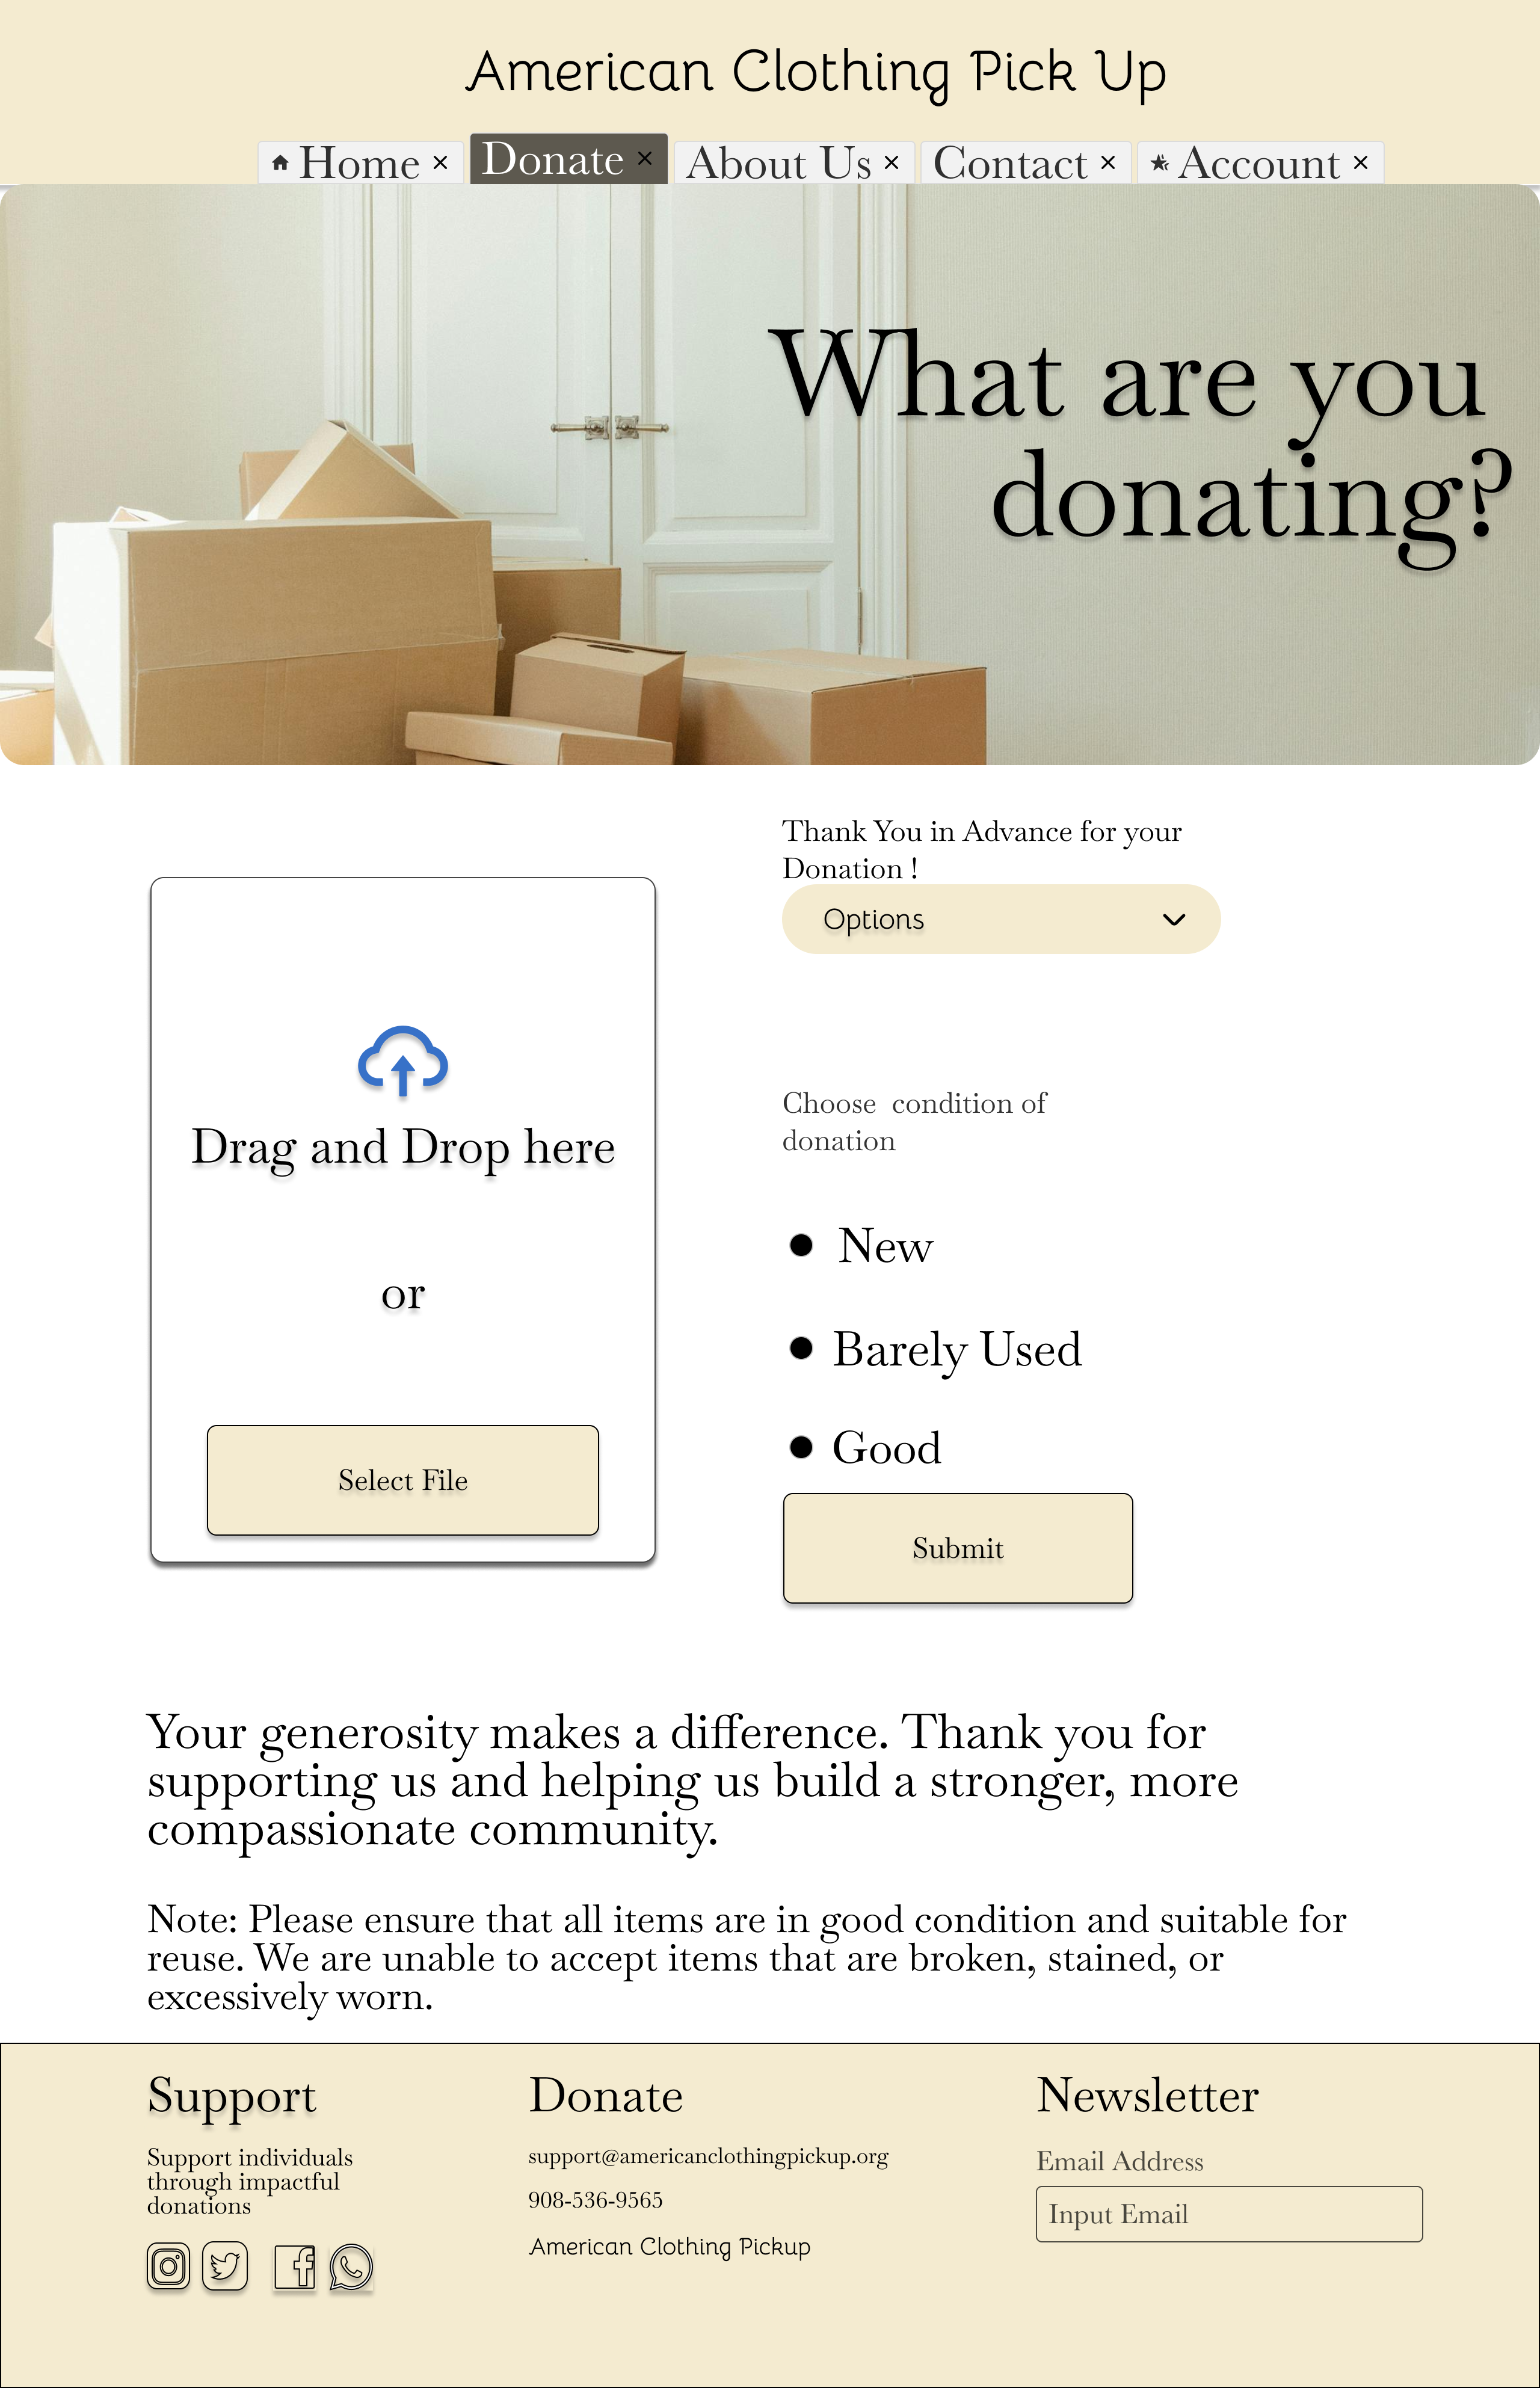 American Clothing Pick Up
Home
Donate
About Us
Contact
Account
What are you
donating?
Thank You in Advance for your
Donation !
Options
Drag and Drop here
or
Select File
Choose  condition of
donation
New
Barely Used
Good
Submit
Your generosity makes a difference. Thank you for
supporting us and helping us build a stronger, more
compassionate community.
Note: Please ensure that all items are in good condition and suitable for
reuse. We are unable to accept items that are broken, stained, or
excessively worn.
Support
Support individuals
through impactful
donations
Donate
support@americanclothingpickup.org
908-536-9565
American Clothing Pickup
Newsletter
Email Address
Input Email